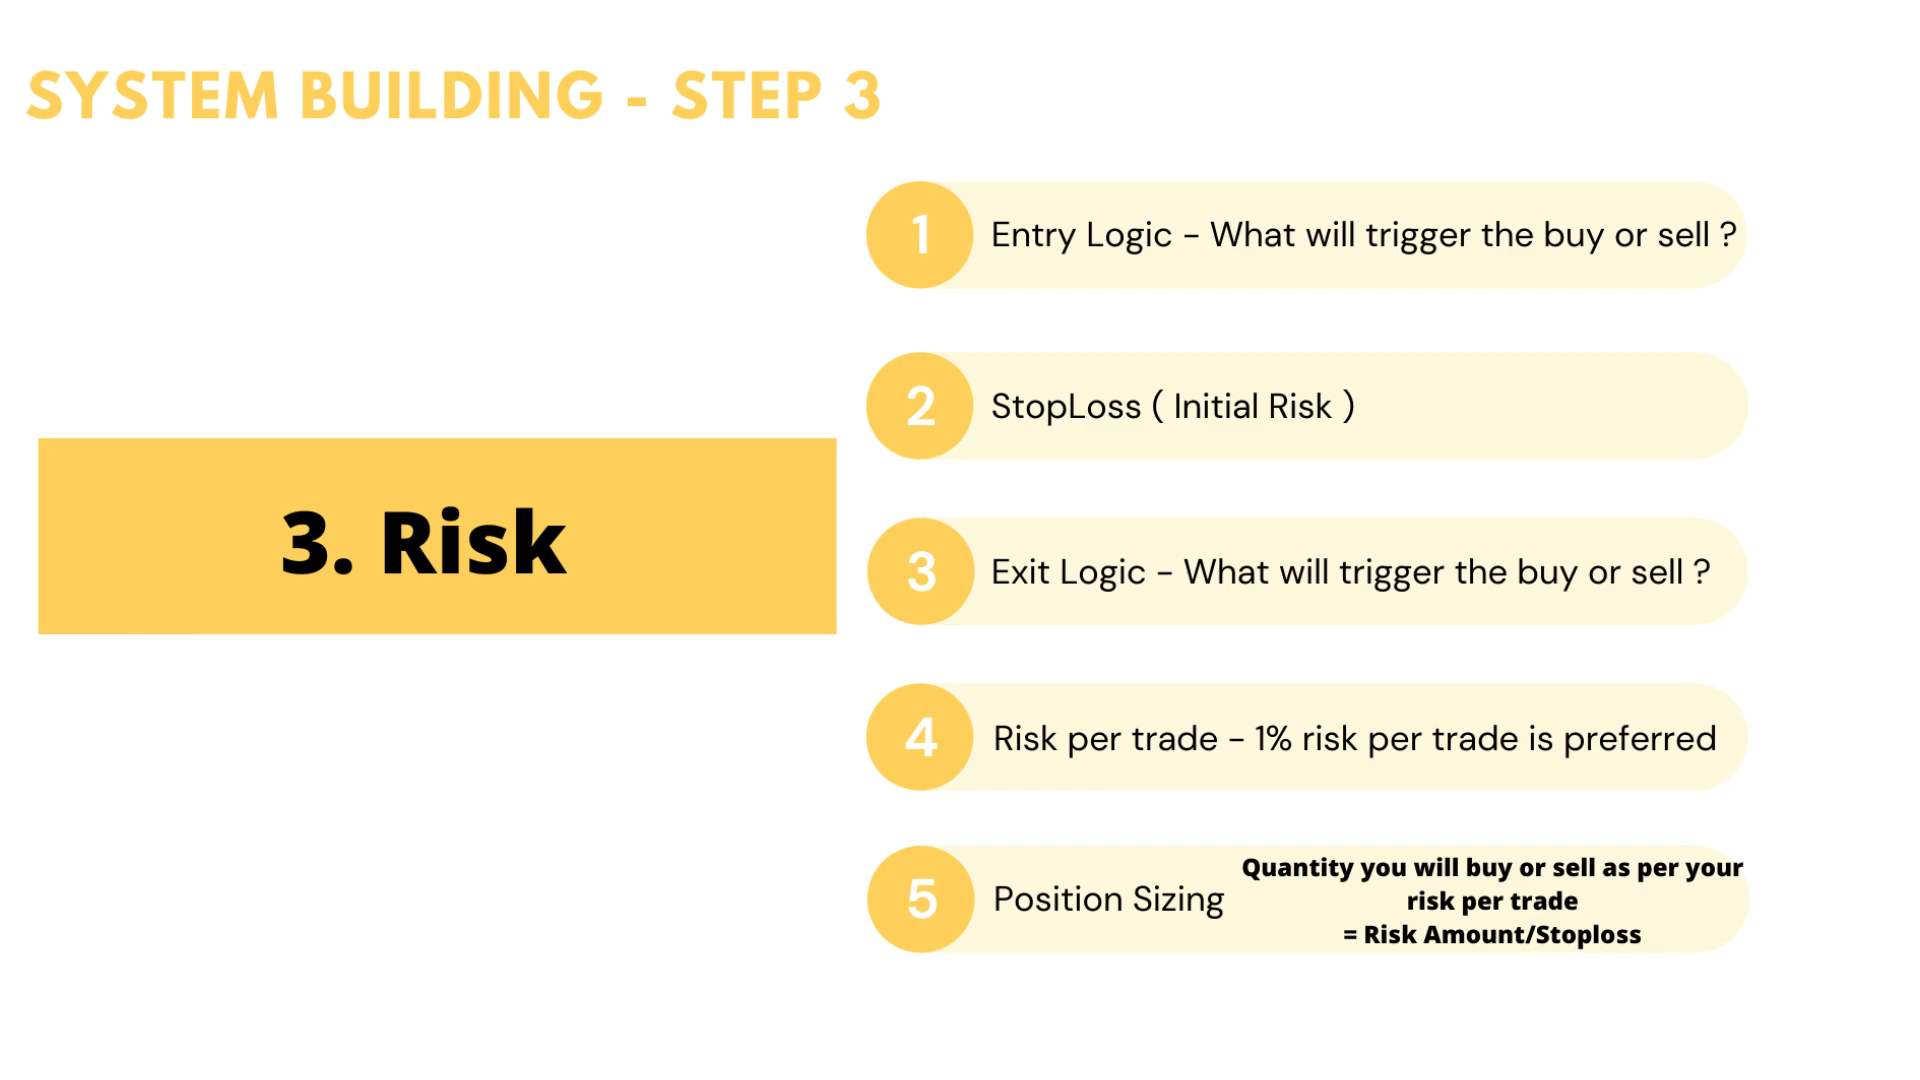 SYSTEM BUILDING - STEP 3
3. Risk
1 Entry Logic - What will trigger the buy or sell ?
2 StopLoss ( Initial Risk )
3 Exit Logic - What will trigger the buy or sell ?
4 Risk per trade - 1% risk per trade is preferred
5 Position Sizing
Quantity you will buy or sell as per your
risk per trade
= Risk Amount/Stoploss